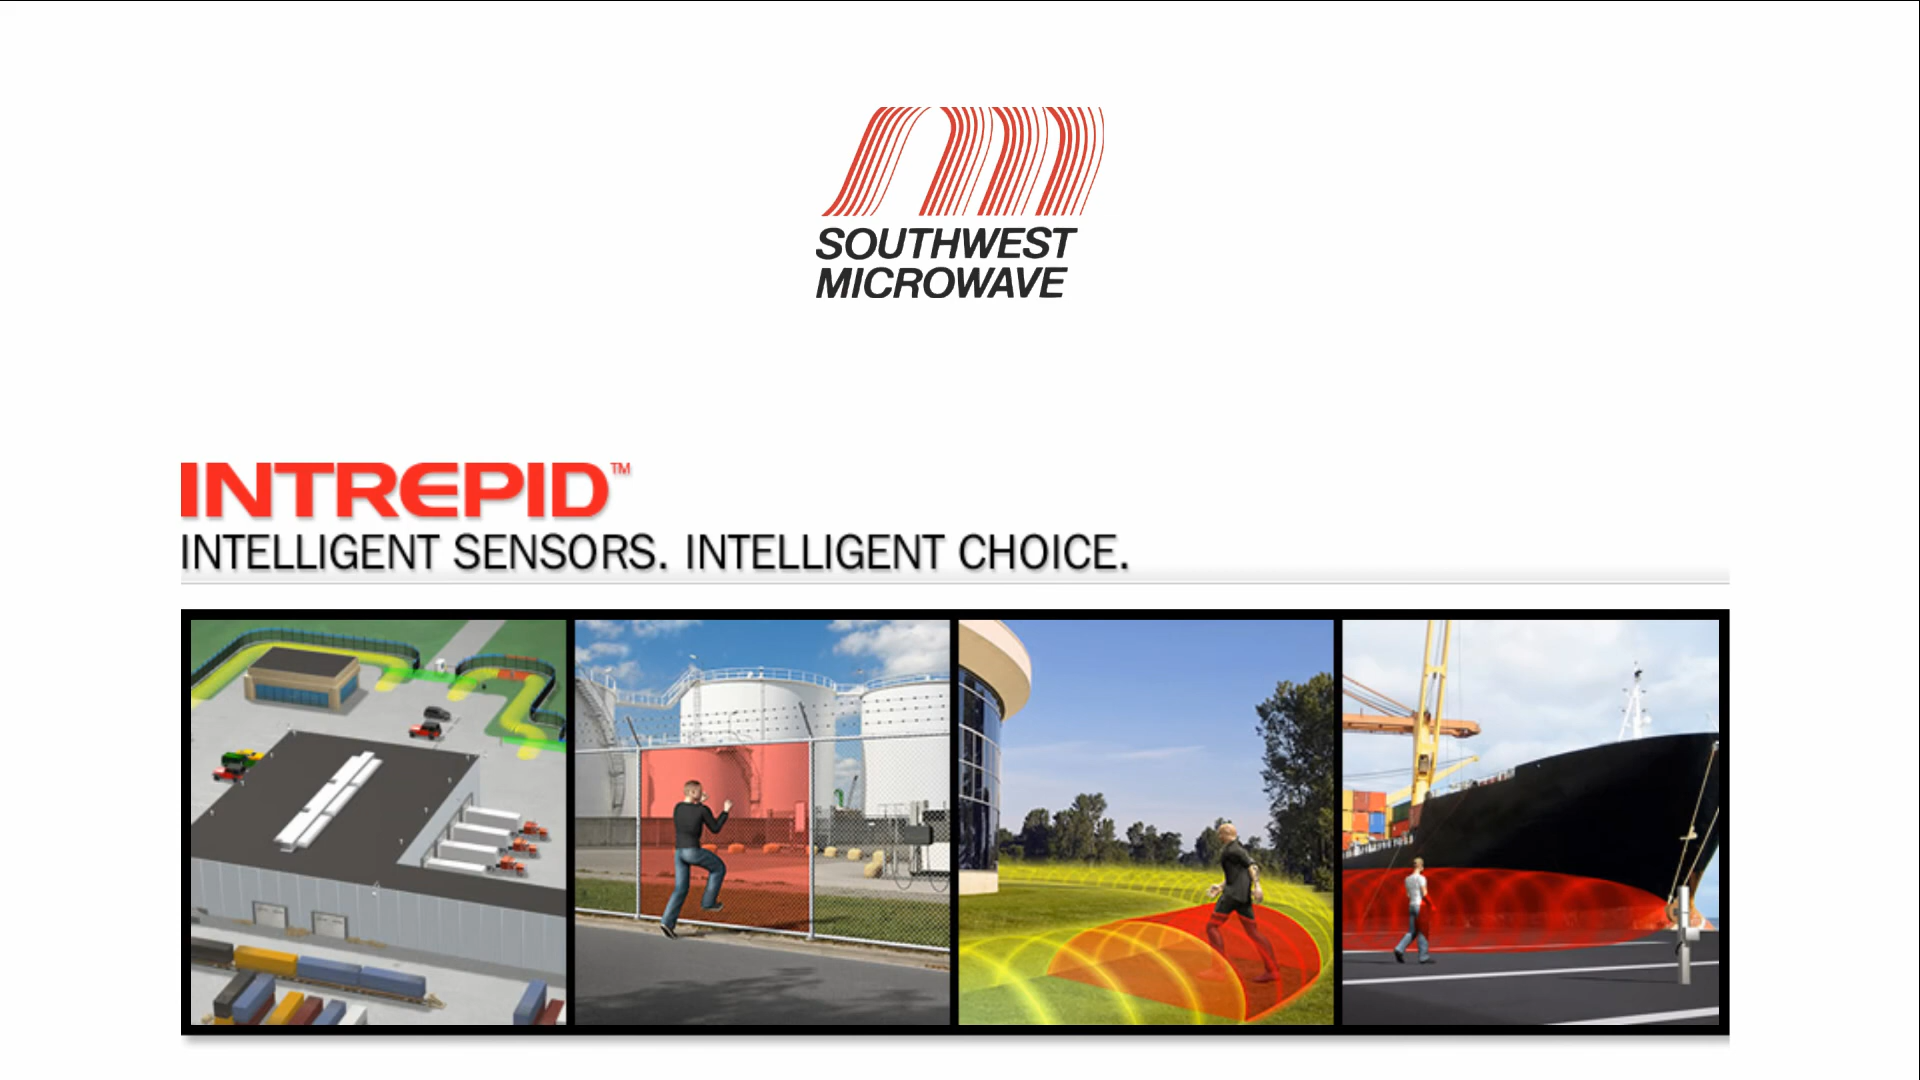 SOUTHWEST
MICROWAVE
INTREPID™
INTELLIGENT SENSORS. INTELLIGENT CHOICE.